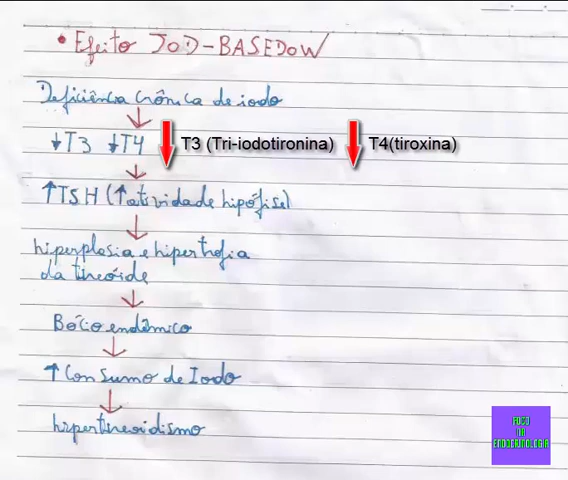 • Efeito JOD-BASEDOW
Deficiência crônica de iodo
↓T3 ↓T4 T3 (Tri-iodotironina) T4(tiroxina)
↑TSH (↑atividade hipófise)
hiperplasia e hipertrofia
da tireóide
Bócio endêmico
↑Consumo de Iodo
hipertireoidismo
FOCO
NA
ENDOCRINOLOGIA